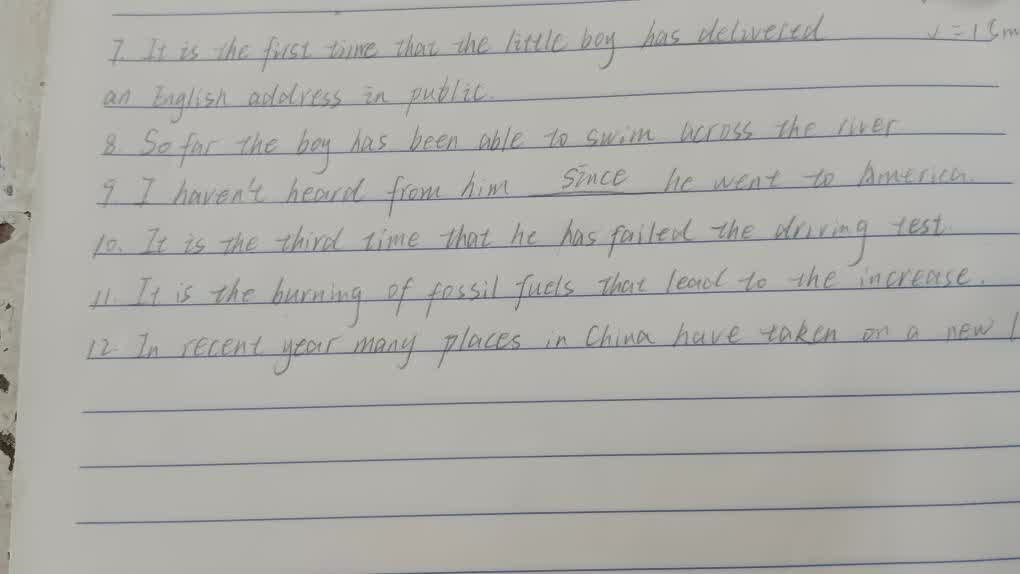 7. It is the first time that the little boy has delivered
v = 15m
an English address in public.
8. So far the boy has been able to swim across the river
9. I haven't heard from him since he went to America.
10. It is the third time that he has failed the driving test.
11. It is the burning of fossil fuels that lead to the increase.
12. In recent year many places in China have taken on a new